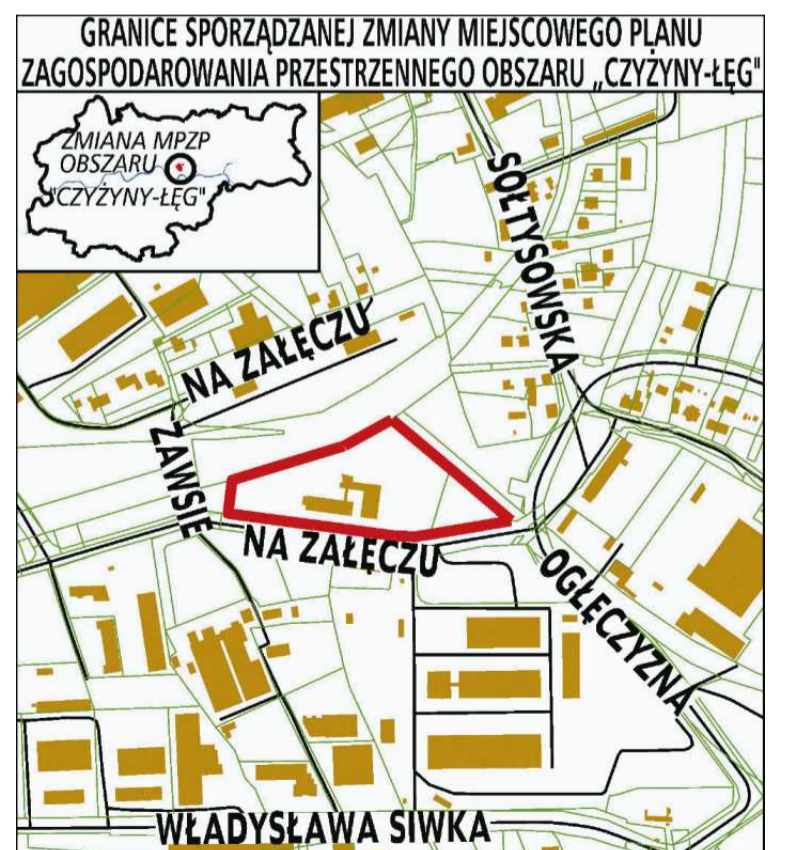 GRANICE SPORZĄDZANEJ ZMIANY MIEJSCOWEGO PLANU
ZAGOSPODAROWANIA PRZESTRZENNEGO OBSZARU „CZYŻYNY-ŁĘG"
ZMIANA MPZP
OBSZARU
"CZYŻYNY-ŁĘG"
SOŁTYSOWSKA
NA ZAŁĘCZU
ZAWSIE
NA ZAŁĘCZU
OGŁĘCZYZNA
WŁADYSŁAWA SIWKA